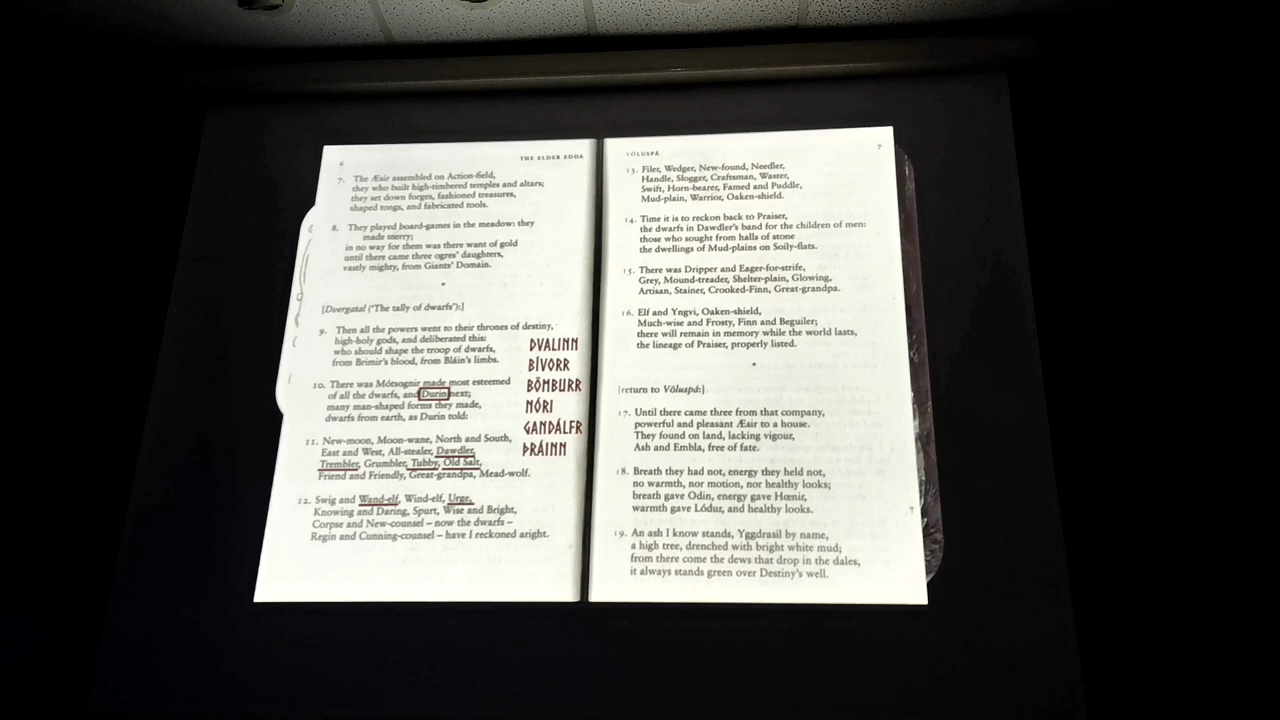 6
THE ELDER EDDA
7. The Æsir assembled on Action-field,
they who built high-timbered temples and altars;
they set down forges, fashioned treasures,
shaped tongs, and fabricated tools.
8. They played board-games in the meadow: they
made merry;
in no way for them was there want of gold
until there came three ogres' daughters,
vastly mighty, from Giants' Domain.
*
[Dvergatal ('The tally of dwarfs'):]
9. Then all the powers went to their thrones of destiny,
high-holy gods, and deliberated this:
who should shape the troop of dwarfs,
from Brimir's blood, from Bláin's limbs.
10. There was Mótsognir made most esteemed
of all the dwarfs, and Durin next;
many man-shaped forms they made,
dwarfs from earth, as Durin told:
11. New-moon, Moon-wane, North and South,
East and West, All-stealer, Dawdler,
Trembler, Grumbler, Tubby, Old Salt,
Friend and Friendly, Great-grandpa, Mead-wolf.
12. Swig and Wand-elf, Wind-elf, Urge,
Knowing and Daring, Spurt, Wise and Bright,
Corpse and New-counsel – now the dwarfs –
Regin and Cunning-counsel – have I reckoned aright.
DVALINN
BÍVORR
BÖMBURR
NÓRI
GANDÁLFR
ÞRÁINN
VÖLUSPÁ
7
13. Filer, Wedger, New-found, Needler,
Handle, Slogger, Craftsman, Waster,
Swift, Horn-bearer, Famed and Puddle,
Mud-plain, Warrior, Oaken-shield.
14. Time it is to reckon back to Praiser,
the dwarfs in Dawdler's band for the children of men:
those who sought from halls of stone
the dwellings of Mud-plains on Soily-flats.
15. There was Dripper and Eager-for-strife,
Grey, Mound-treader, Shelter-plain, Glowing,
Artisan, Stainer, Crooked-Finn, Great-grandpa.
16. Elf and Yngvi, Oaken-shield,
Much-wise and Frosty, Finn and Beguiler;
there will remain in memory while the world lasts,
the lineage of Praiser, properly listed.
*
[return to Völuspá:]
17. Until there came three from that company,
powerful and pleasant Æsir to a house.
They found on land, lacking vigour,
Ash and Embla, free of fate.
18. Breath they had not, energy they held not,
no warmth, nor motion, nor healthy looks;
breath gave Odin, energy gave Hœnir,
warmth gave Lódur, and healthy looks.
19. An ash I know stands, Yggdrasil by name,
a high tree, drenched with bright white mud;
from there come the dews that drop in the dales,
it always stands green over Destiny's well.